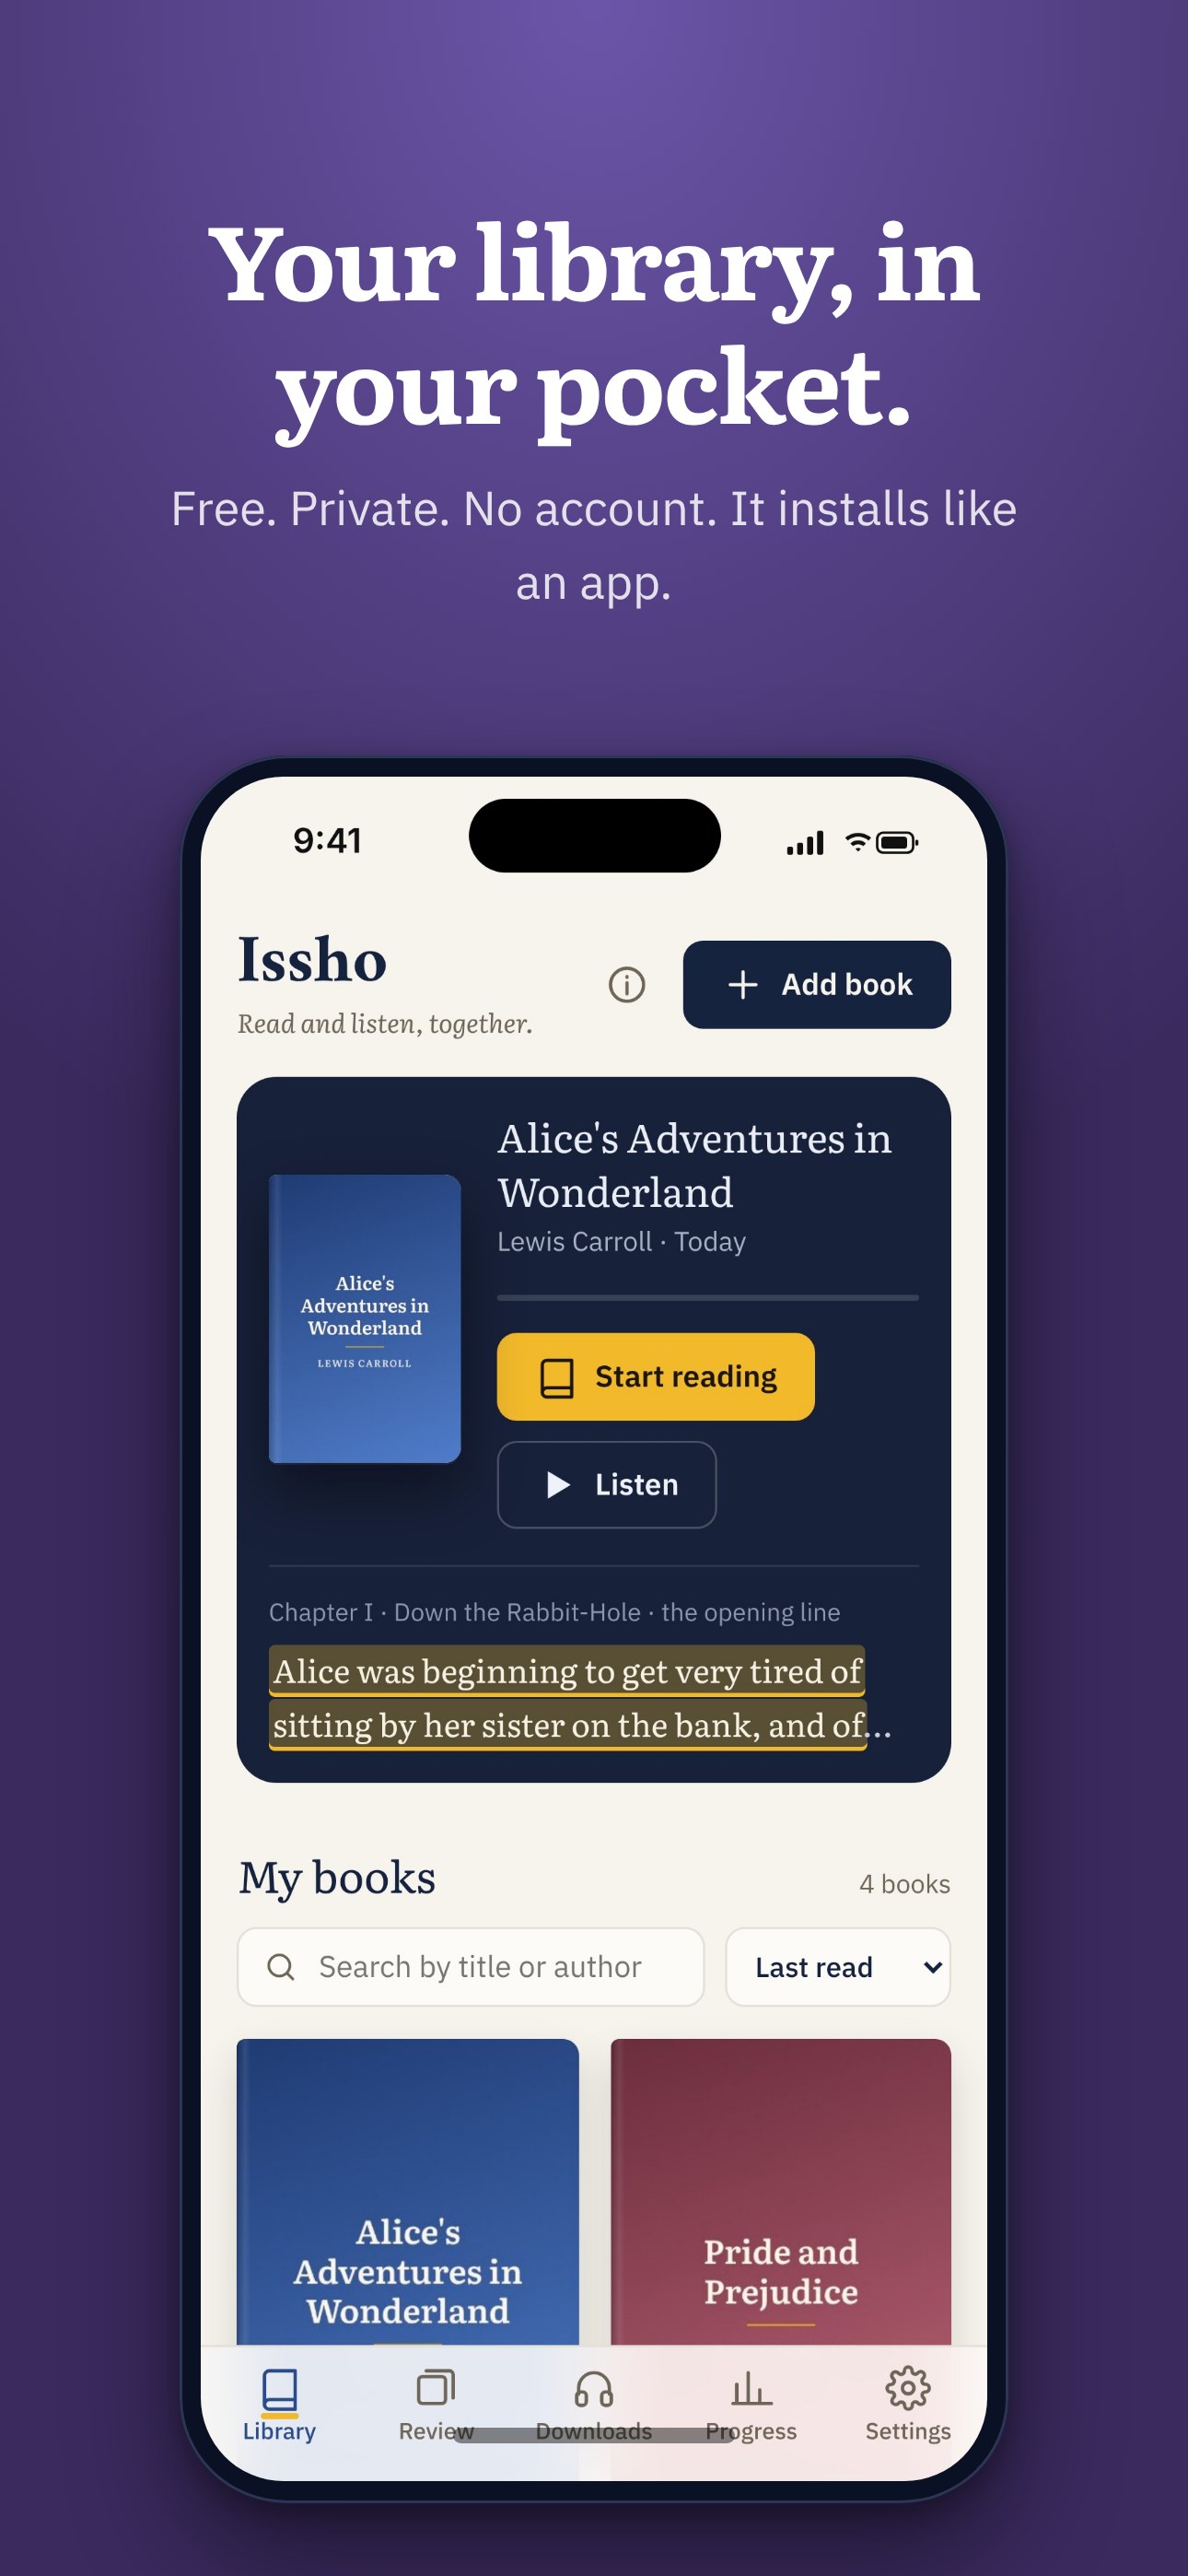 Your library, in
your pocket.
Free. Private. No account. It installs like
an app.
9:41
Issho
Read and listen, together.
Add book
Alice's
Adventures in
Wonderland
LEWIS CARROLL
Alice's Adventures in
Wonderland
Lewis Carroll · Today
Start reading
Listen
Chapter I · Down the Rabbit-Hole · the opening line
Alice was beginning to get very tired of
sitting by her sister on the bank, and of...
My books
4 books
Search by title or author
Last read
Alice's
Adventures in
Wonderland
Pride and
Prejudice
Library
Review
Downloads
Progress
Settings